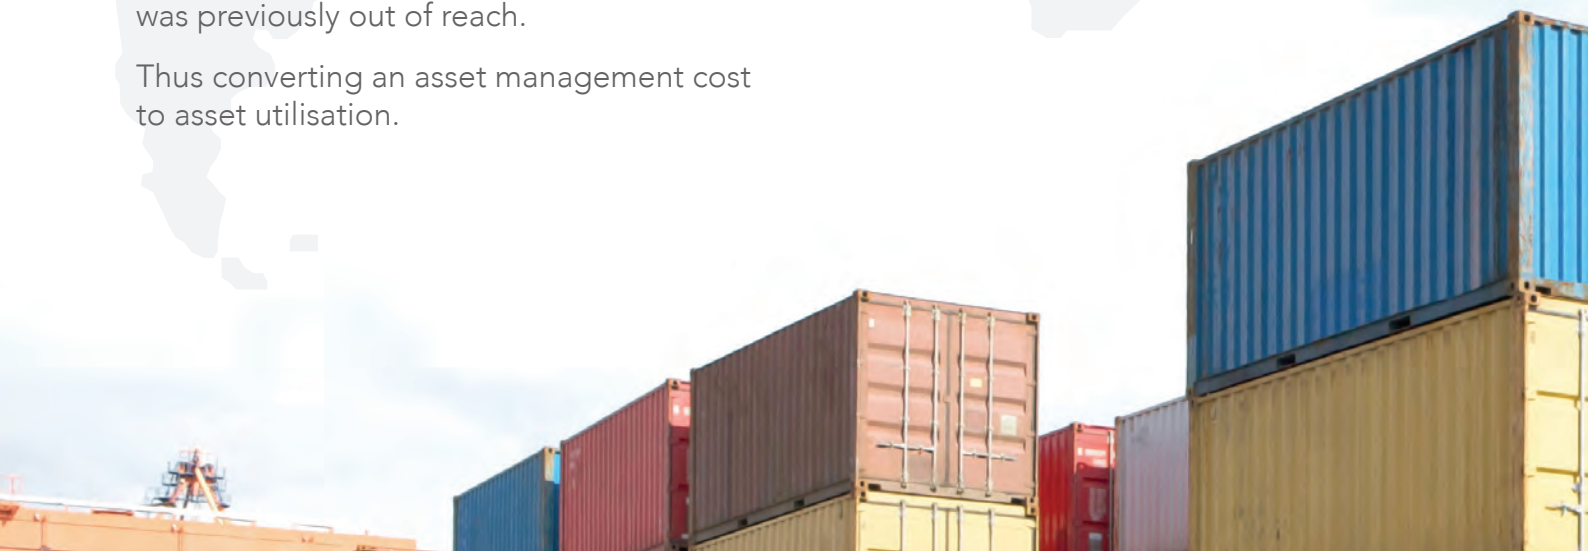 was previously out of reach.
Thus converting an asset management cost
to asset utilisation.